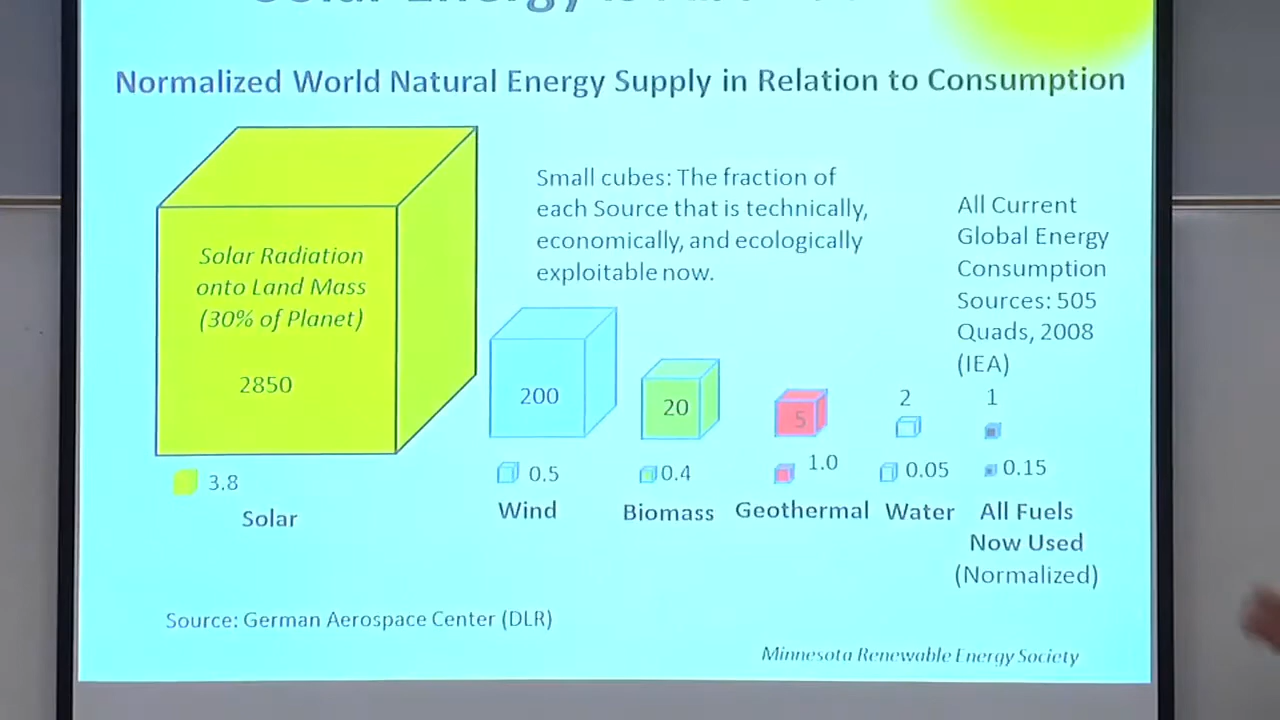 Solar Energy is
Normalized World Natural Energy Supply in Relation to Consumption
Small cubes: The fraction of
each Source that is technically,
economically, and ecologically
exploitable now.
All Current
Global Energy
Consumption
Sources: 505
Quads, 2008
(IEA)
Solar Radiation
onto Land Mass
(30% of Planet)
2850
200
20
5
2
1
3.8
0.5
0.4
1.0
0.05
0.15
Solar
Wind
Biomass
Geothermal
Water
All Fuels
Now Used
(Normalized)
Source: German Aerospace Center (DLR)
Minnesota Renewable Energy Society